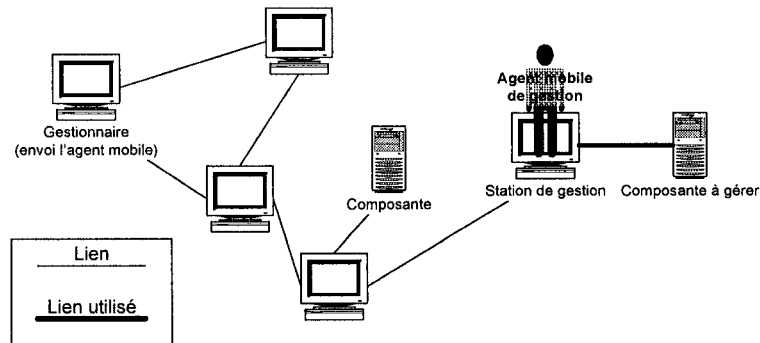 Agent mobile
de gestion
Gestionnaire
(envoi l'agent mobile)
Composante
Station de gestion
Composante à gérer
Lien
Lien utilisé